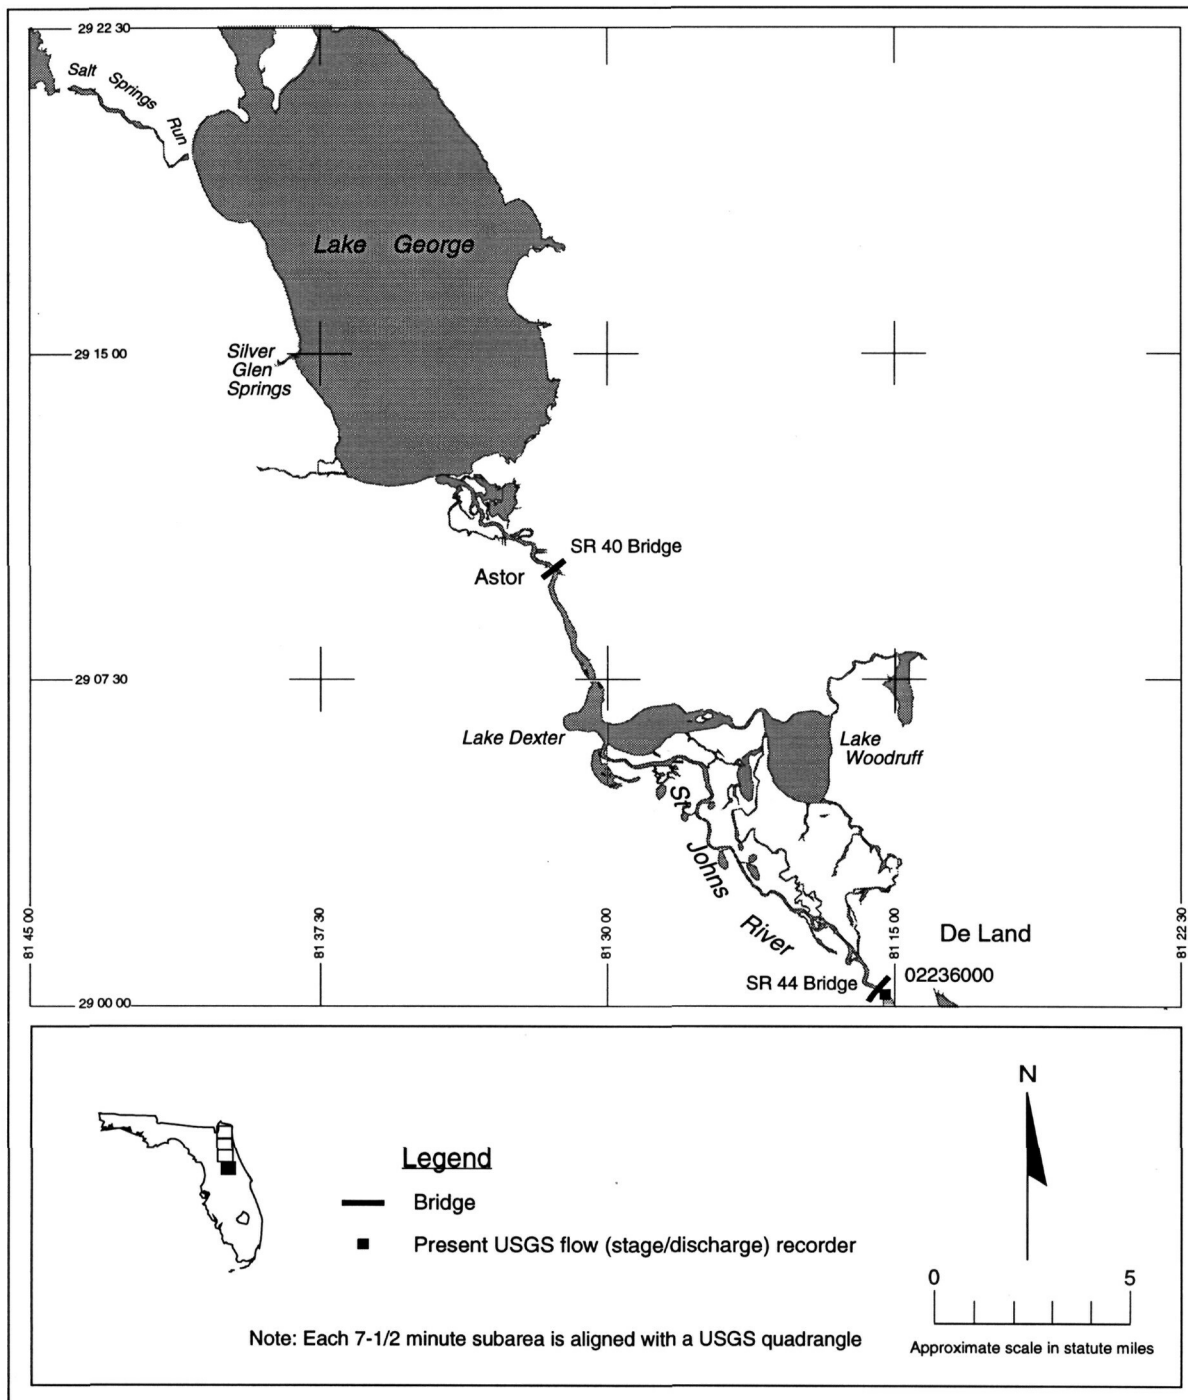 29 22 30
Salt Springs Run
Lake George
29 15 00
Silver
Glen
Springs
SR 40 Bridge
Astor
29 07 30
Lake Dexter
Lake
Woodruff
St Johns River
81 45 00
81 37 30
81 30 00
81 15 00
81 22 30
De Land
02236000
SR 44 Bridge
29 00 00
N
Legend
Bridge
Present USGS flow (stage/discharge) recorder
0 5
Approximate scale in statute miles
Note: Each 7-1/2 minute subarea is aligned with a USGS quadrangle